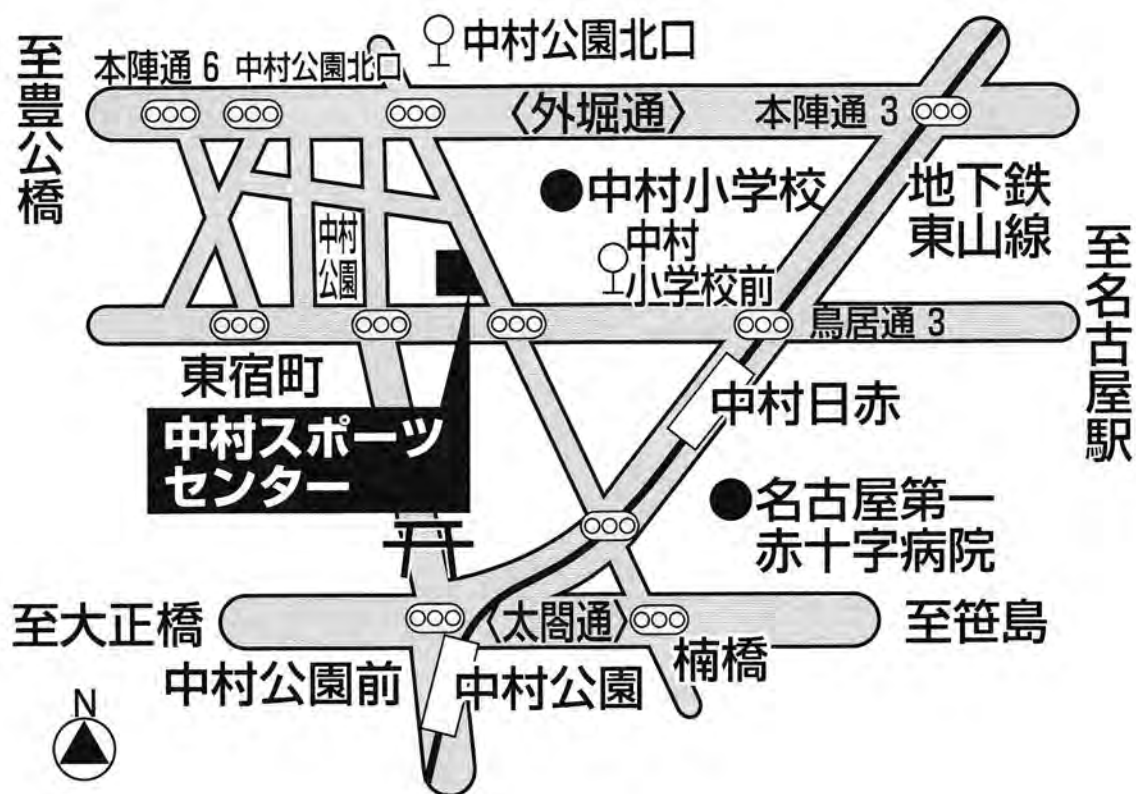 中村公園北口
至豊公橋
本陣通 6
中村公園北口
〈外堀通〉
本陣通 3
中村小学校
地下鉄
東山線
中村
小学校前
中村
公園
至名古屋駅
鳥居通 3
東宿町
中村日赤
中村スポーツ
センター
名古屋第一
赤十字病院
至大正橋
〈太閤通〉
至笹島
中村公園前
中村公園
楠橋
N